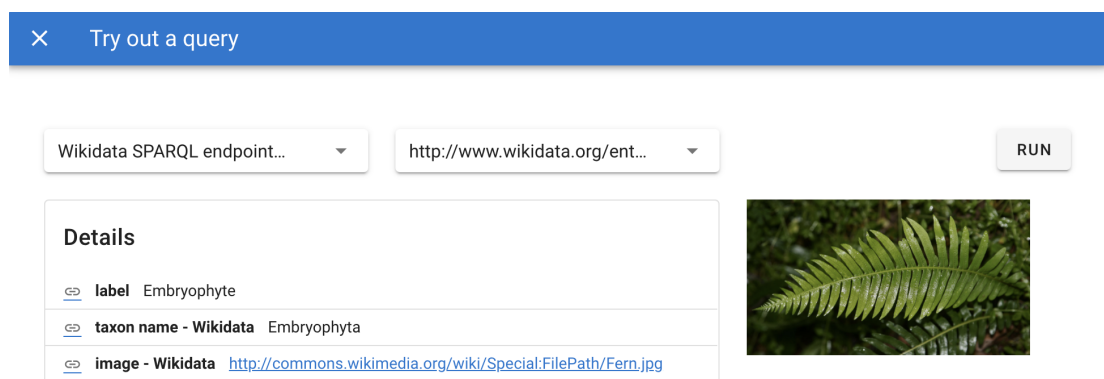 Try out a query
Wikidata SPARQL endpoint...
http://www.wikidata.org/ent...
RUN
Details
label Embryophyte
taxon name - Wikidata Embryophyta
image - Wikidata http://commons.wikimedia.org/wiki/Special:FilePath/Fern.jpg